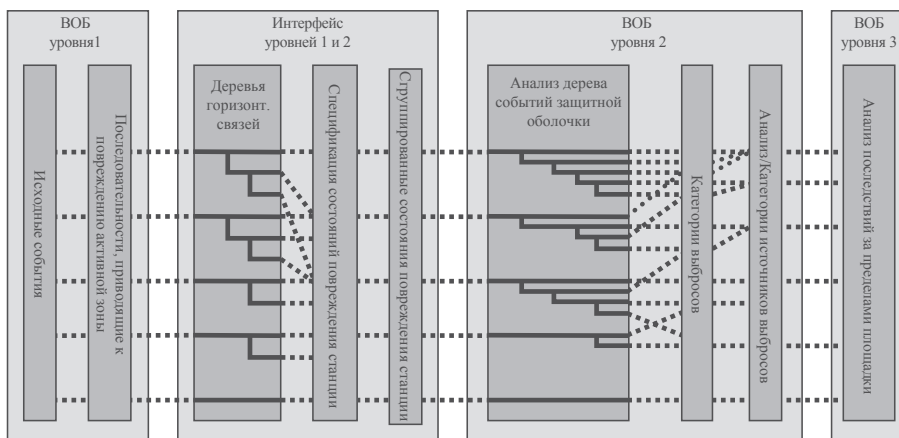 ВОБ
уровня1
Исходные события
Последовательности, приводящие к
повреждению активной зоны
Интерфейс
уровней 1 и 2
Деревья
горизонт.
связей
Спецификация состояний повреждения станции
Сгруппированные состояния повреждения станции
ВОБ
уровня 2
Анализ дерева
событий защитной
оболочки
Категории выбросов
Анализ/Категории источников выбросов
ВОБ
уровня 3
Анализ последствий за пределами площадки